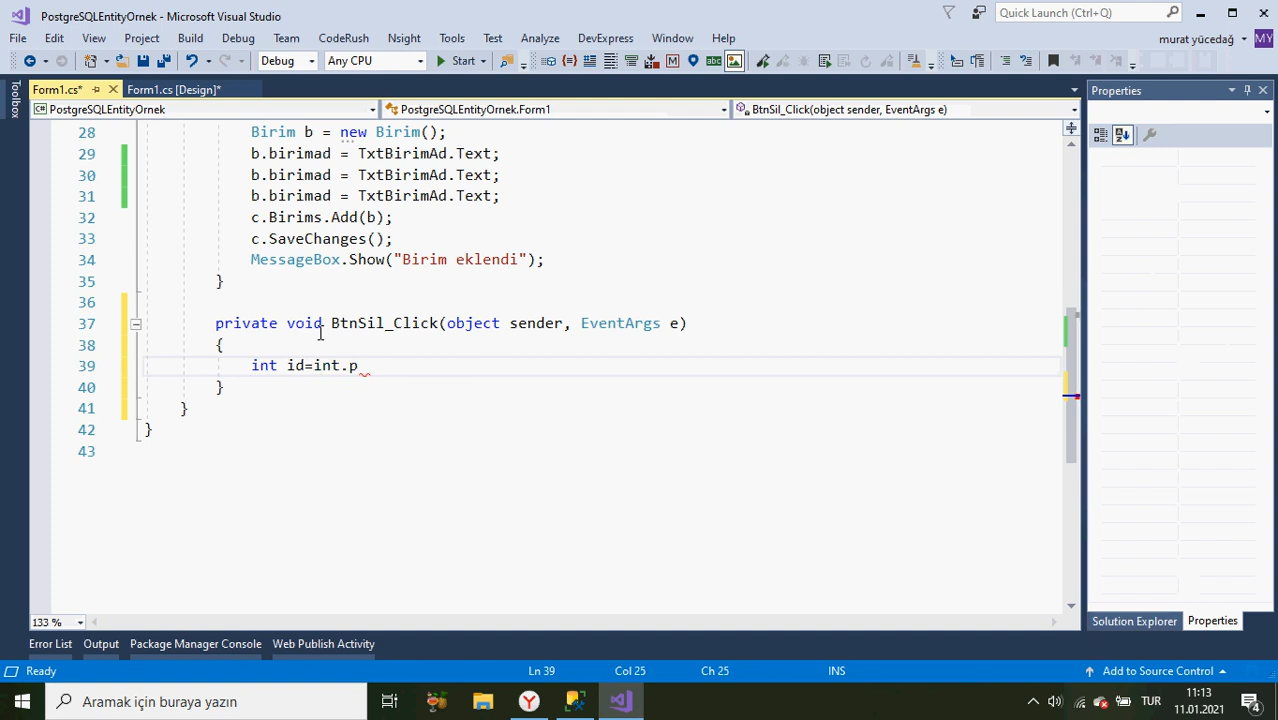 PostgreSQLEntityOrnek - Microsoft Visual Studio
Quick Launch (Ctrl+Q)
File Edit View Project Build Debug Team CodeRush Nsight Tools Test Analyze DevExpress Window Help
murat yücedağ MY
Debug Any CPU Start
Toolbox
Form1.cs* Form1.cs [Design]*
Properties
PostgreSQLEntityOrnek PostgreSQLEntityOrnek.Form1 BtnSil_Click(object sender, EventArgs e)
28 Birim b = new Birim();
29 b.birimad = TxtBirimAd.Text;
30 b.birimad = TxtBirimAd.Text;
31 b.birimad = TxtBirimAd.Text;
32 c.Birims.Add(b);
33 c.SaveChanges();
34 MessageBox.Show("Birim eklendi");
35 }
36
37 private void BtnSil_Click(object sender, EventArgs e)
38 {
39 int id=int.p
40 }
41 }
42 }
43
133 %
Solution Explorer Properties
Error List Output Package Manager Console Web Publish Activity
Ready Ln 39 Col 25 Ch 25 INS Add to Source Control
Aramak için buraya yazın
TUR
11:13
11.01.2021
4